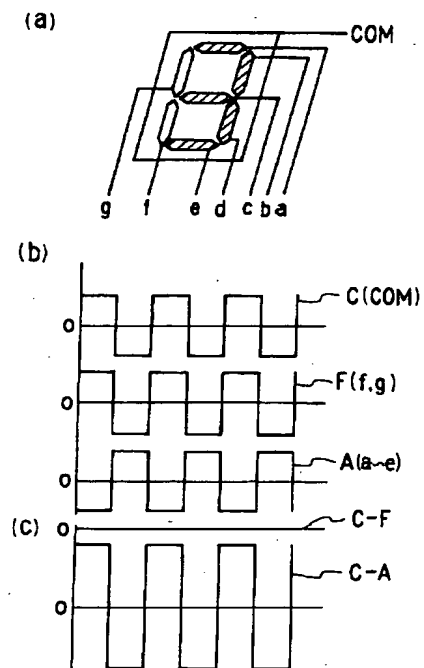 (a)
COM
g f e d c b a
(b)
O
C(COM)
O
F(f,g)
O
A(a~e)
(c)
O
C-F
O
C-A